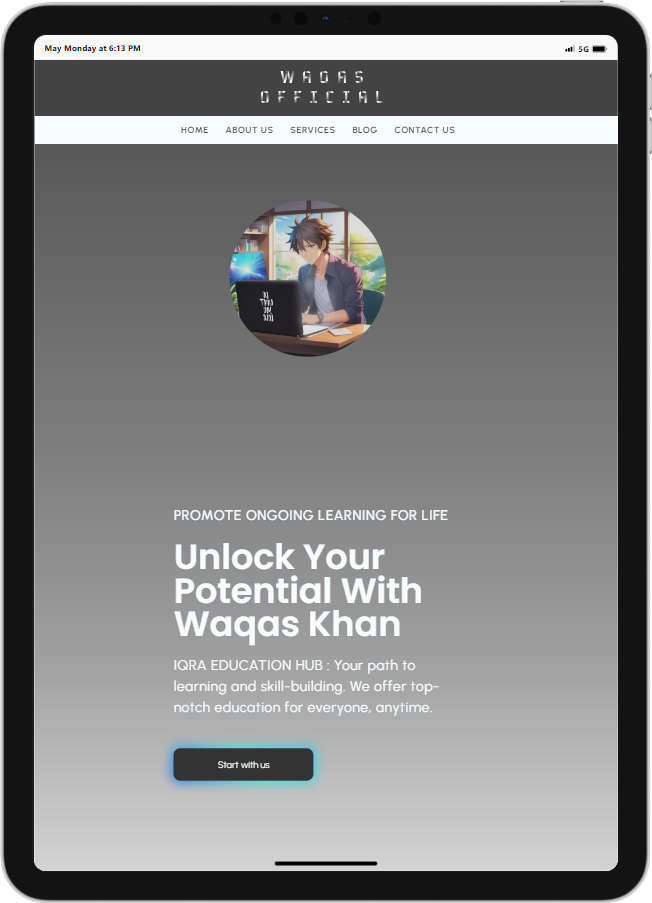 May Monday at 6:13 PM
5G
WAQAS
OFFICIAL
HOME ABOUT US SERVICES BLOG CONTACT US
PROMOTE ONGOING LEARNING FOR LIFE
Unlock Your
Potential With
Waqas Khan
IQRA EDUCATION HUB : Your path to
learning and skill-building. We offer top-
notch education for everyone, anytime.
Start with us